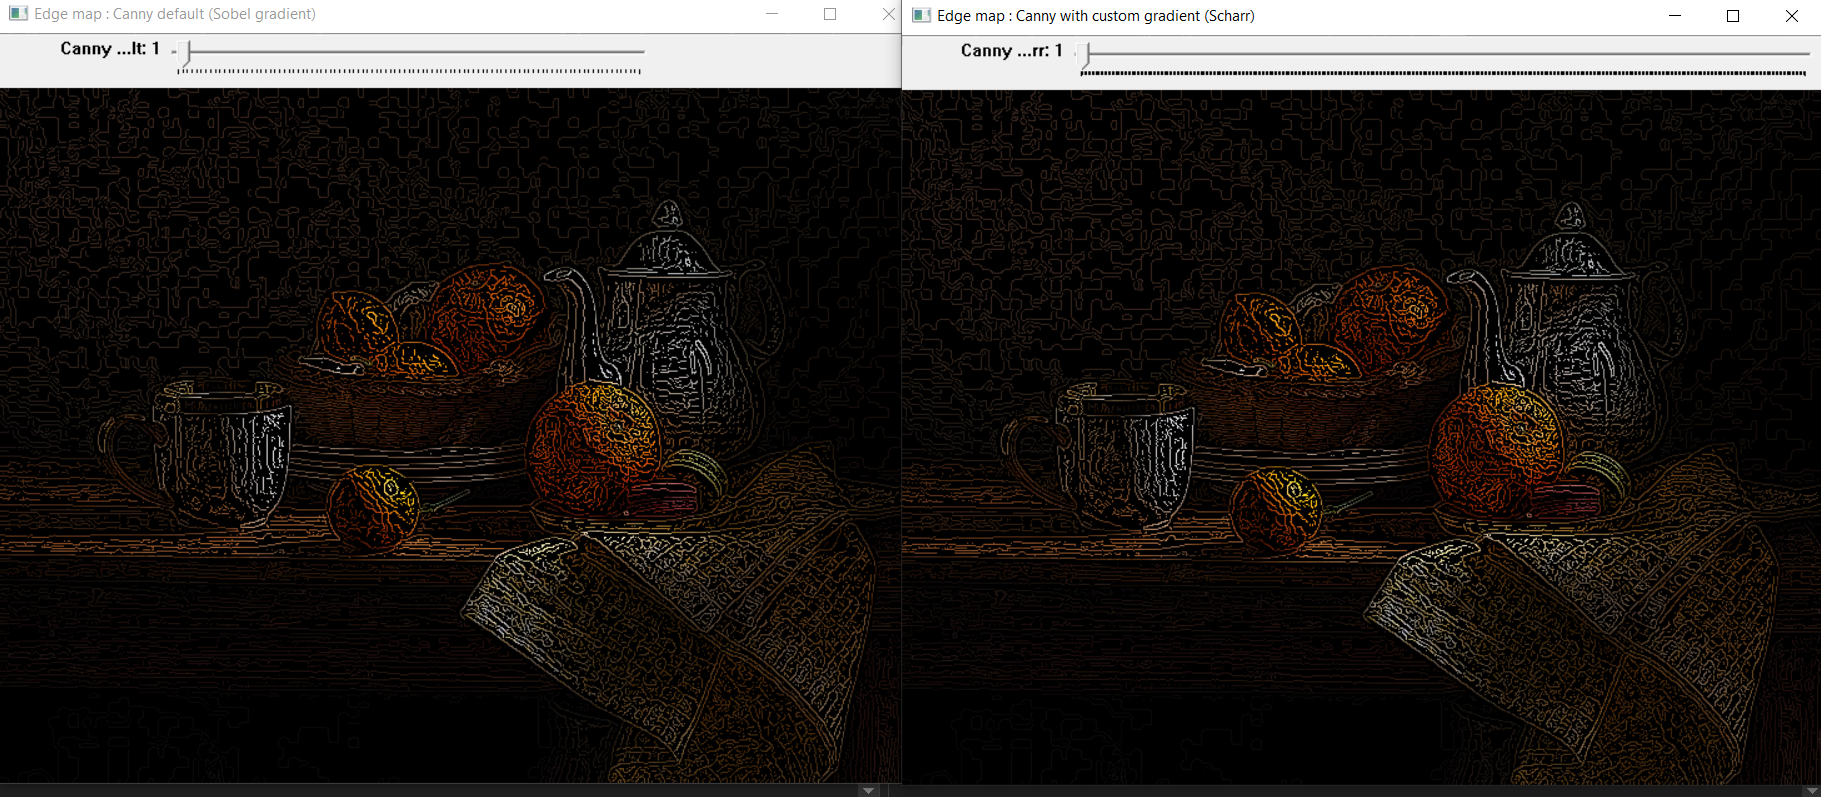 Edge map : Canny default (Sobel gradient)
Canny ...lt: 1
Edge map : Canny with custom gradient (Scharr)
Canny ...rr: 1